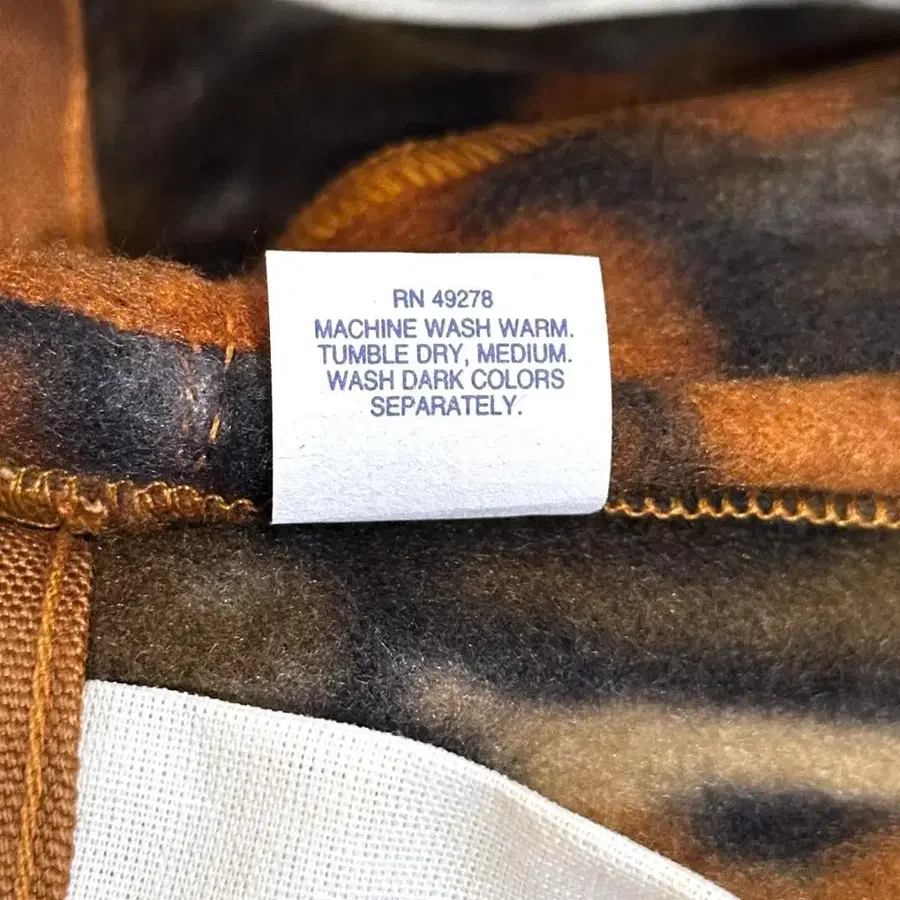 RN 49278
MACHINE WASH WARM.
TUMBLE DRY, MEDIUM.
WASH DARK COLORS
SEPARATELY.